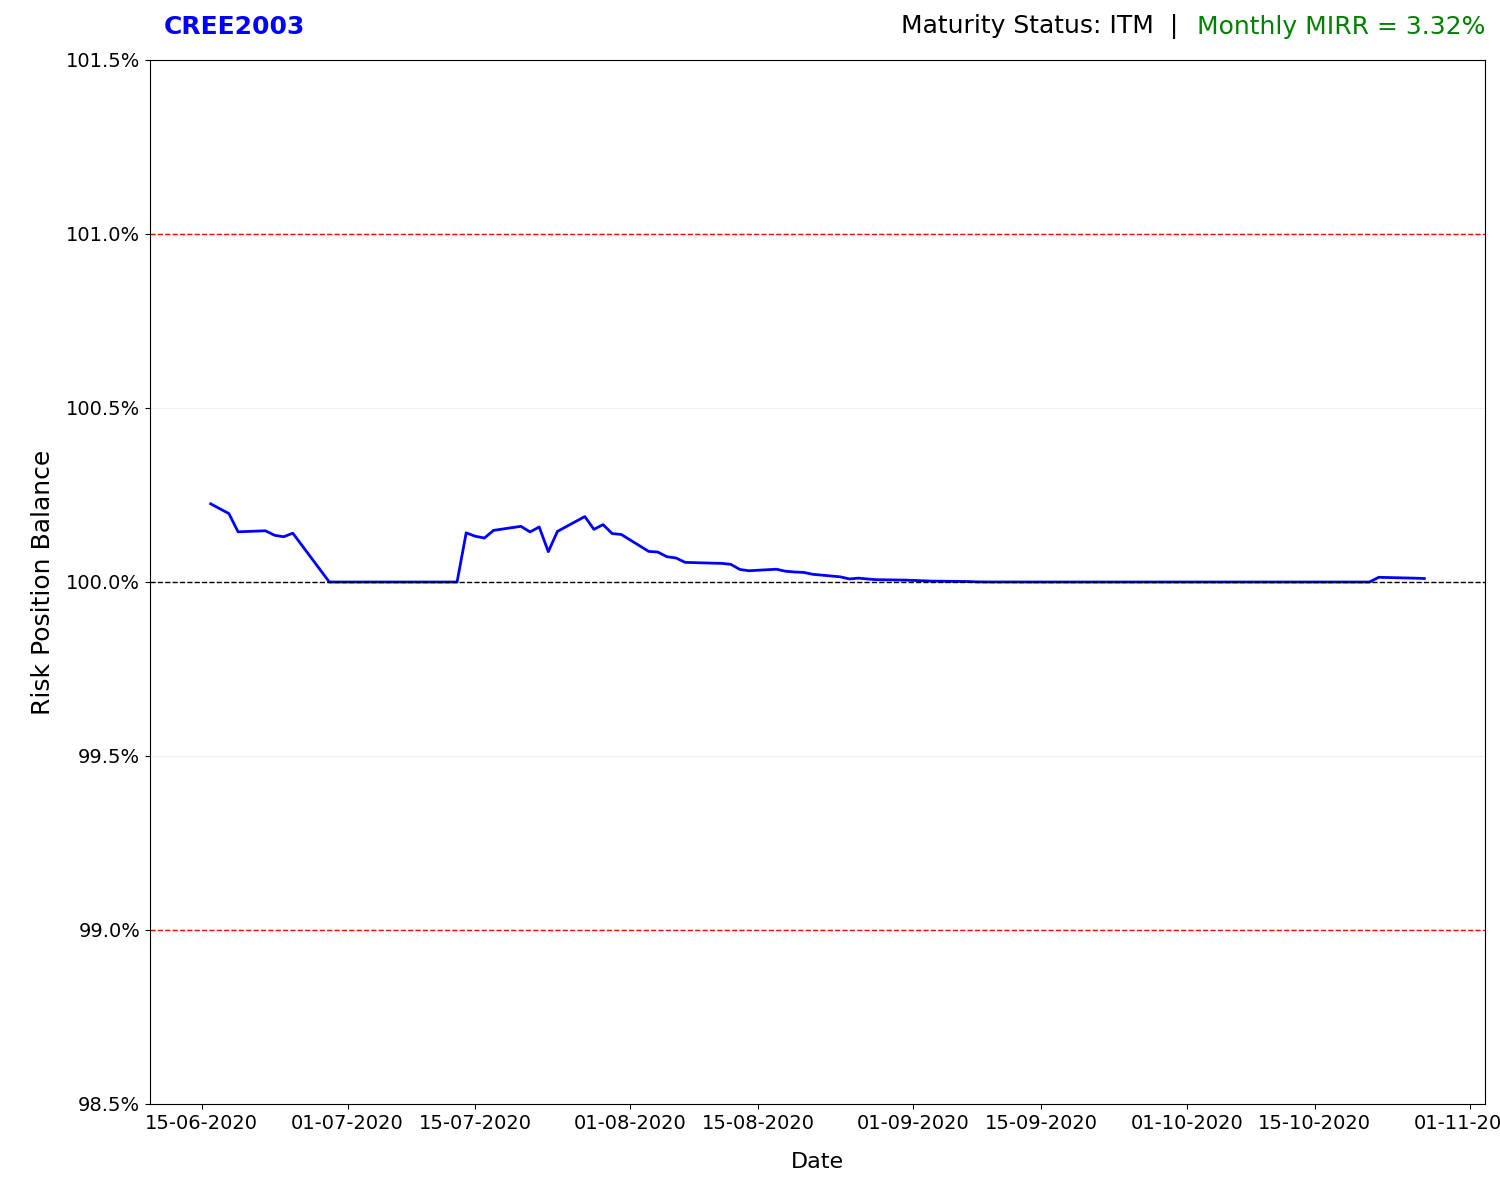 CREE2003
Maturity Status: ITM | Monthly MIRR = 3.32%
101.5%
101.0%
100.5%
100.0%
99.5%
99.0%
98.5%
Risk Position Balance
15-06-2020 01-07-2020 15-07-2020 01-08-2020 15-08-2020 01-09-2020 15-09-2020 01-10-2020 15-10-2020 01-11-20
Date